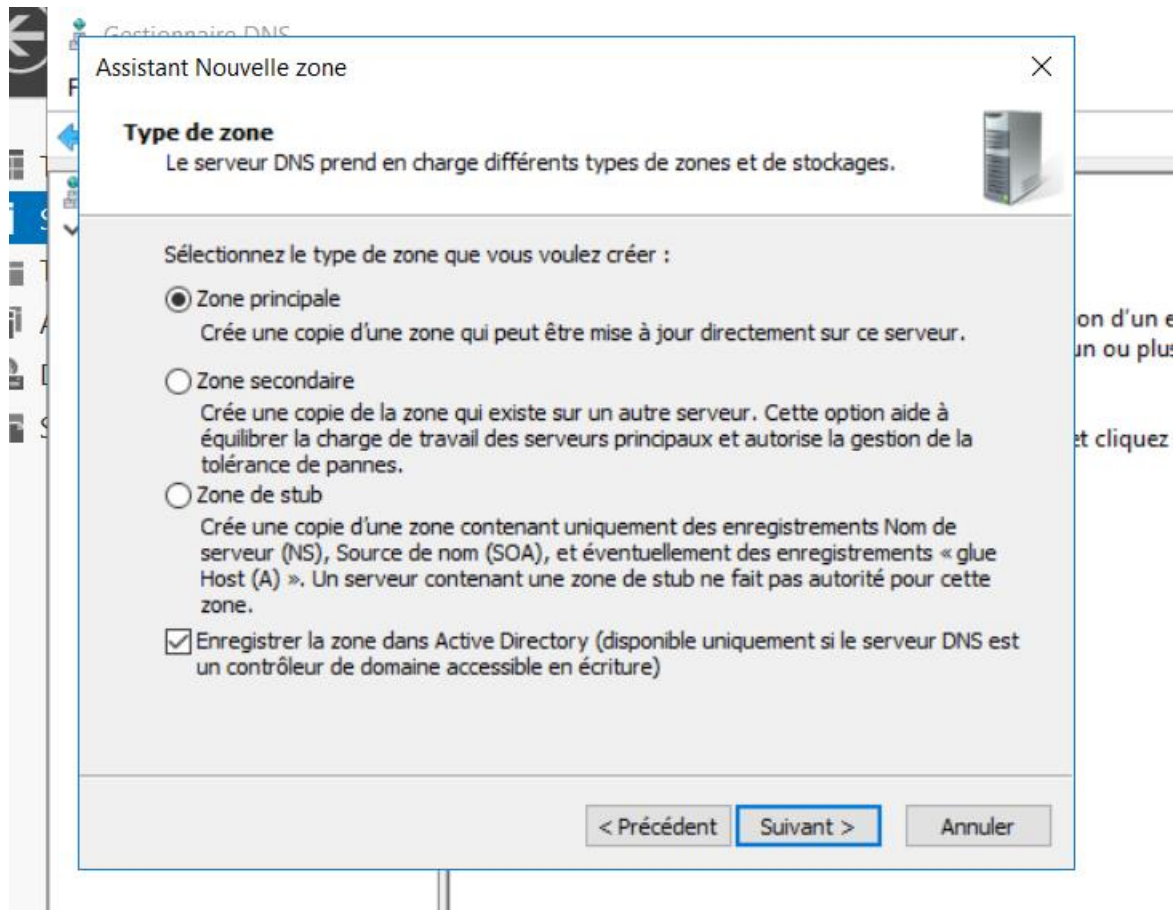 Gestionnaire DNS
Assistant Nouvelle zone
Type de zone
Le serveur DNS prend en charge différents types de zones et de stockages.
Sélectionnez le type de zone que vous voulez créer :
Zone principale
Crée une copie d'une zone qui peut être mise à jour directement sur ce serveur.
on d'un e
un ou plus
Zone secondaire
Crée une copie de la zone qui existe sur un autre serveur. Cette option aide à
équilibrer la charge de travail des serveurs principaux et autorise la gestion de la
tolérance de pannes.
et cliquez
Zone de stub
Crée une copie d'une zone contenant uniquement des enregistrements Nom de
serveur (NS), Source de nom (SOA), et éventuellement des enregistrements « glue
Host (A) ». Un serveur contenant une zone de stub ne fait pas autorité pour cette
zone.
Enregistrer la zone dans Active Directory (disponible uniquement si le serveur DNS est
un contrôleur de domaine accessible en écriture)
< Précédent
Suivant >
Annuler